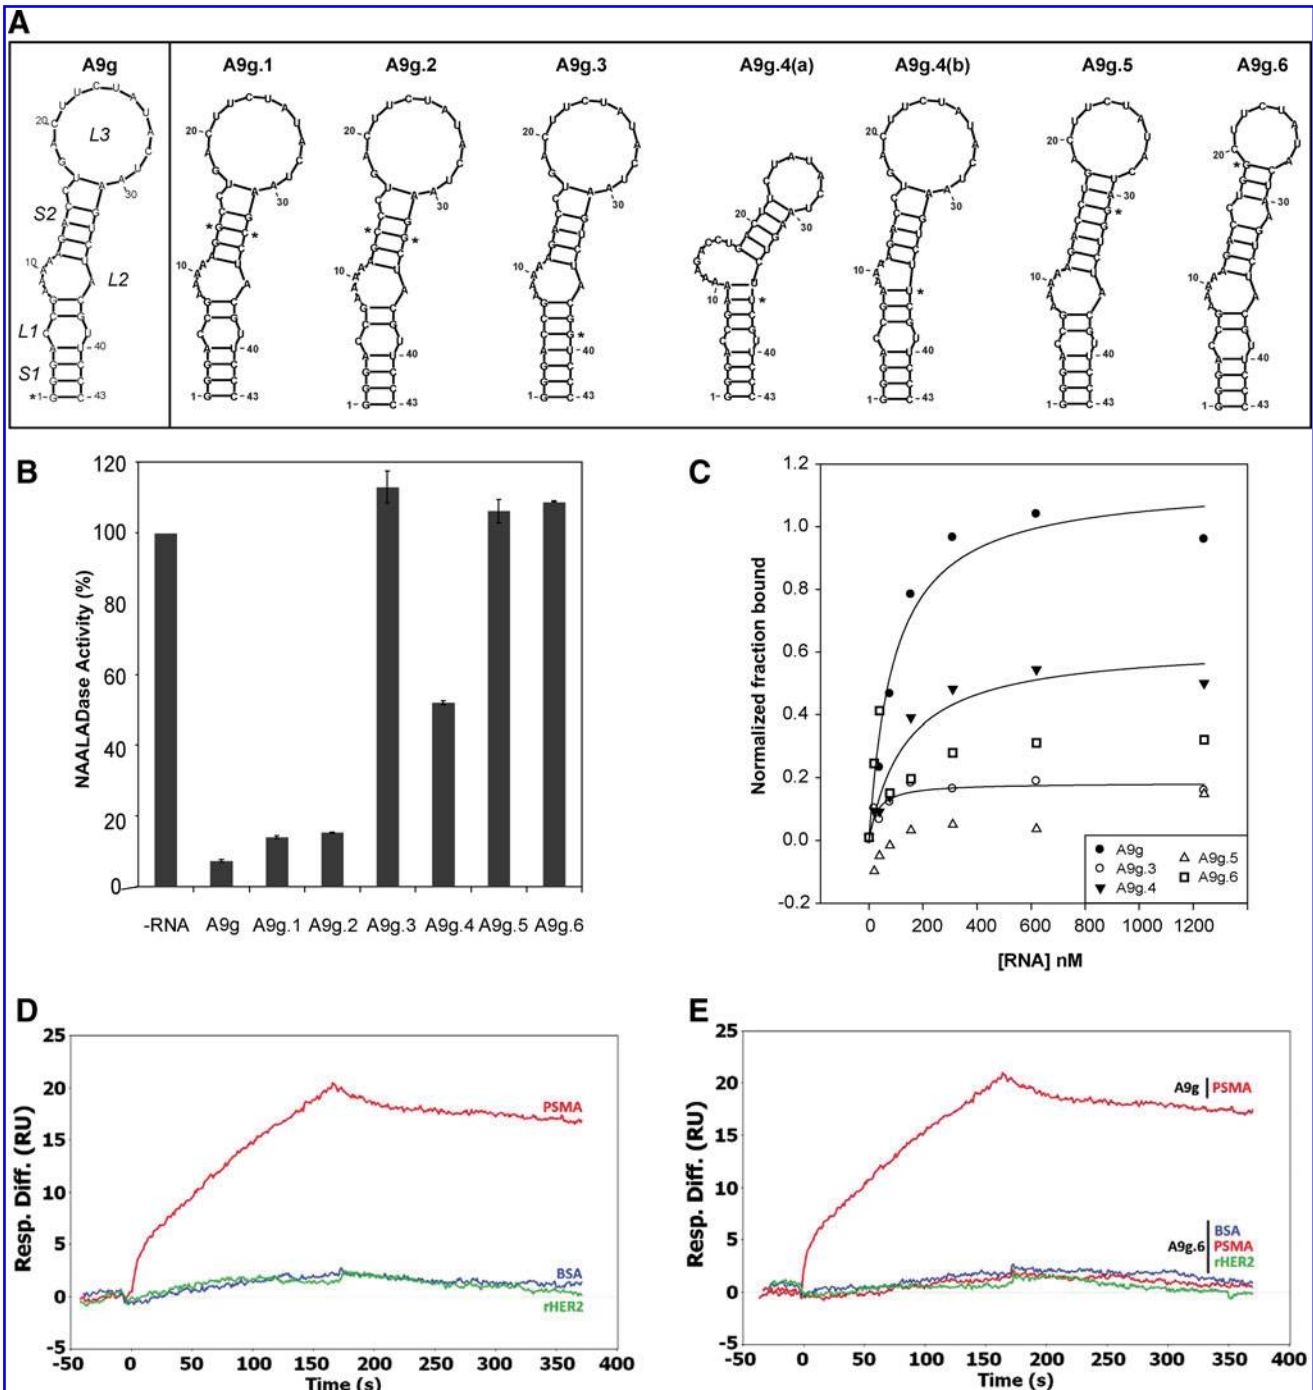 A
A9g A9g.1 A9g.2 A9g.3 A9g.4(a) A9g.4(b) A9g.5 A9g.6
L3
S2
L2
L1
S1
B
NAALADase Activity (%)
120
100
80
60
40
20
0
-RNA A9g A9g.1 A9g.2 A9g.3 A9g.4 A9g.5 A9g.6
C
Normalized fraction bound
1.2
1.0
0.8
0.6
0.4
0.2
0.0
-0.2
A9g
A9g.3
A9g.4
A9g.5
A9g.6
0 200 400 600 800 1000 1200
[RNA] nM
D
Resp. Diff. (RU)
25
20
15
10
5
0
-5
PSMA
BSA
rHER2
-50 0 50 100 150 200 250 300 350 400
Time (s)
E
Resp. Diff. (RU)
25
20
15
10
5
0
-5
A9g PSMA
BSA
A9g.6 PSMA
rHER2
-50 0 50 100 150 200 250 300 350 400
Time (s)